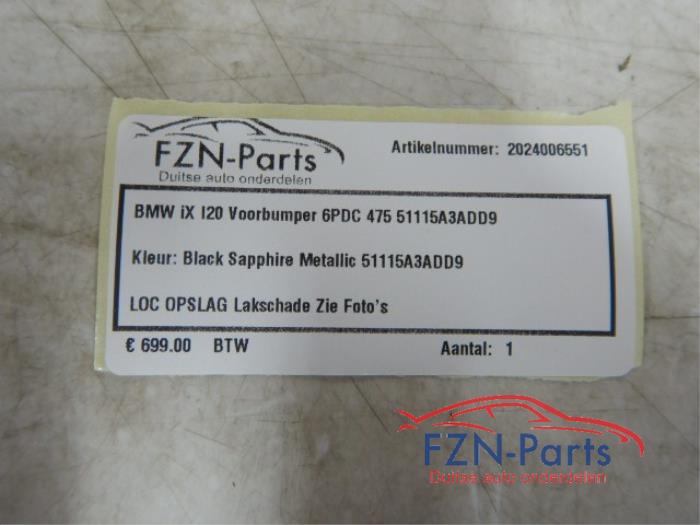 FZN-Parts
Duitse auto onderdelen
Artikelnummer: 2024006551
BMW iX I20 Voorbumper 6PDC 475 51115A3ADD9
Kleur: Black Sapphire Metallic 51115A3ADD9
LOC OPSLAG Lakschade Zie Foto's
€ 699.00 BTW
Aantal: 1
FZN-Parts
Duitse auto onderdelen